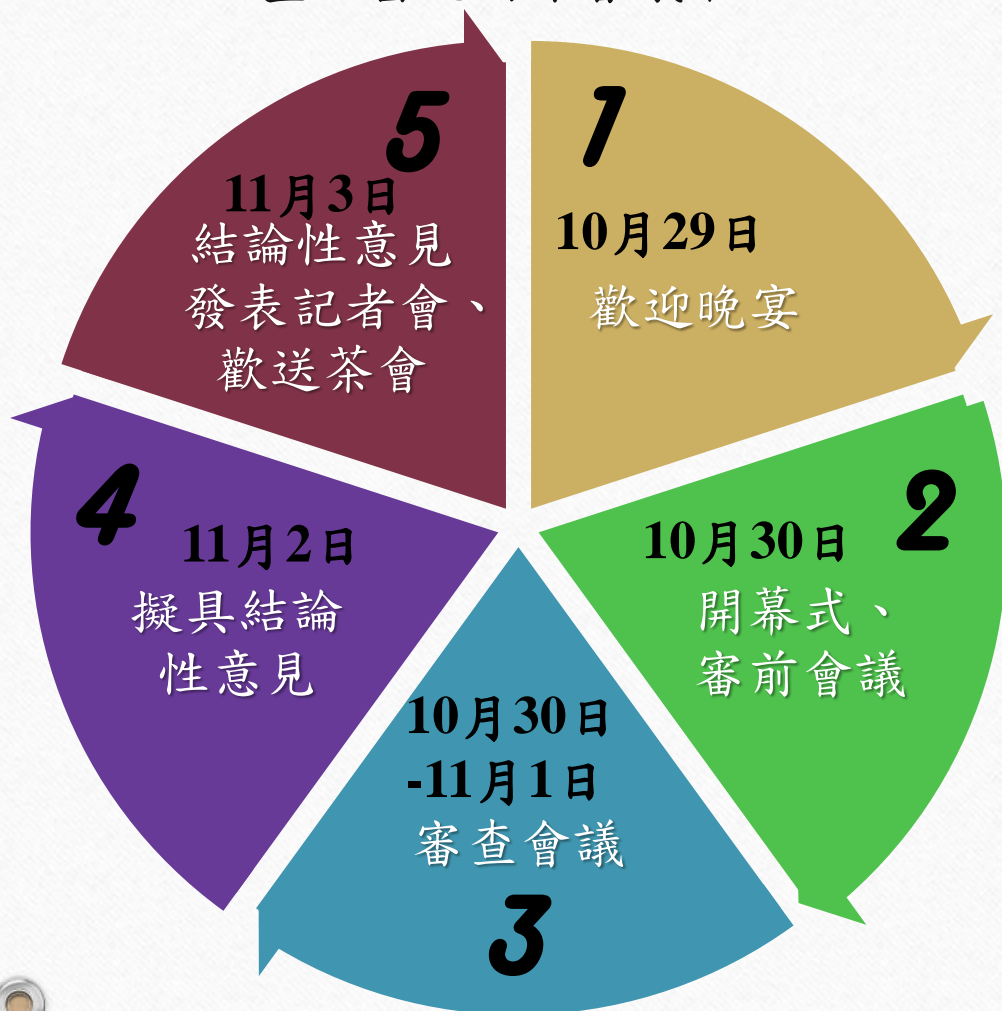 1
10月29日
歡迎晚宴
2
10月30日
開幕式、
審前會議
10月30日
-11月1日
審查會議
3
4
11月2日
擬具結論
性意見
5
11月3日
結論性意見
發表記者會、
歡送茶會